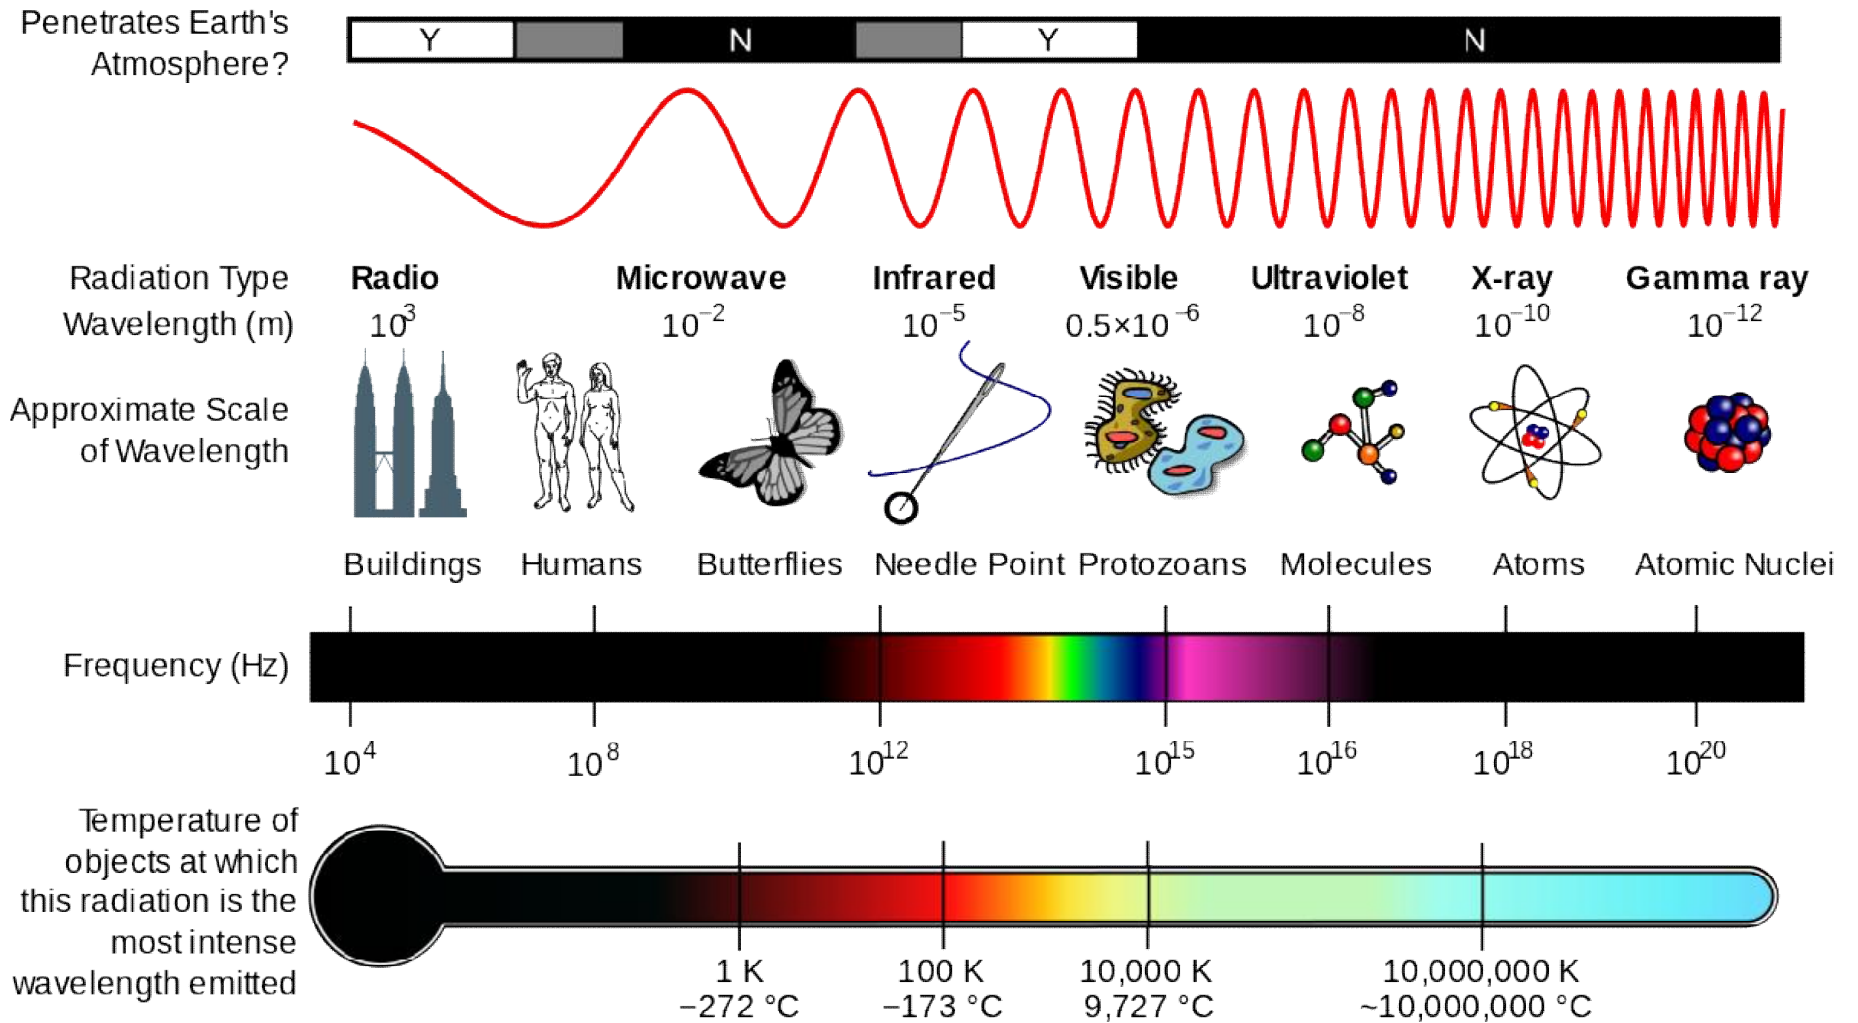 Penetrates Earth's
Atmosphere?
Y N Y N
Radiation Type
Radio Microwave Infrared Visible Ultraviolet X-ray Gamma ray
Wavelength (m)
10³ 10⁻² 10⁻⁵ 0.5×10⁻⁶ 10⁻⁸ 10⁻¹⁰ 10⁻¹²
Approximate Scale
of Wavelength
Buildings Humans Butterflies Needle Point Protozoans Molecules Atoms Atomic Nuclei
Frequency (Hz)
10⁴ 10⁸ 10¹² 10¹⁵ 10¹⁶ 10¹⁸ 10²⁰
Temperature of
objects at which
this radiation is the
most intense
wavelength emitted
1 K 100 K 10,000 K 10,000,000 K
−272 °C −173 °C 9,727 °C ~10,000,000 °C